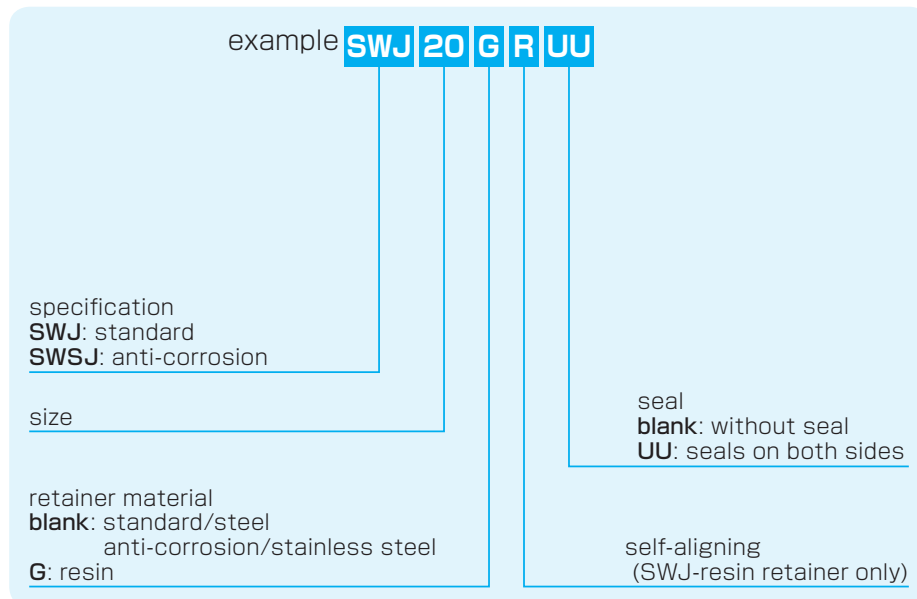 example SWJ 20 G R UU
specification
SWJ: standard
SWSJ: anti-corrosion
size
retainer material
blank: standard/steel
anti-corrosion/stainless steel
G: resin
seal
blank: without seal
UU: seals on both sides
self-aligning
(SWJ-resin retainer only)